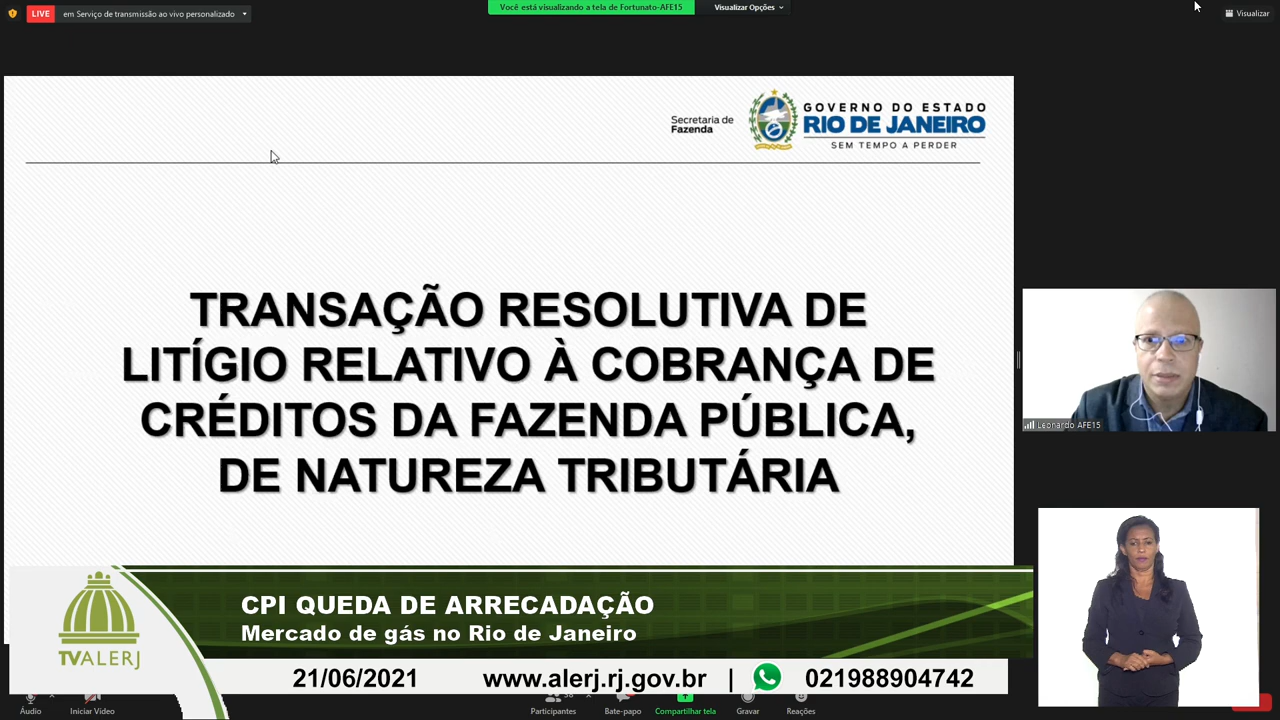 LIVE
em Serviço de transmissão ao vivo personalizado
Você está visualizando a tela de Fortunato-AFE15
Visualizar Opções
Visualizar
Secretaria de
Fazenda
GOVERNO DO ESTADO
RIO DE JANEIRO
SEM TEMPO A PERDER
TRANSAÇÃO RESOLUTIVA DE
LITÍGIO RELATIVO À COBRANÇA DE
CRÉDITOS DA FAZENDA PÚBLICA,
DE NATUREZA TRIBUTÁRIA
Leonardo AFE15
CPI QUEDA DE ARRECADAÇÃO
Mercado de gás no Rio de Janeiro
TVALERJ
21/06/2021
www.alerj.rj.gov.br | 021988904742
Áudio
Iniciar Vídeo
Participantes
Bate-papo
Compartilhar tela
Gravar
Reações